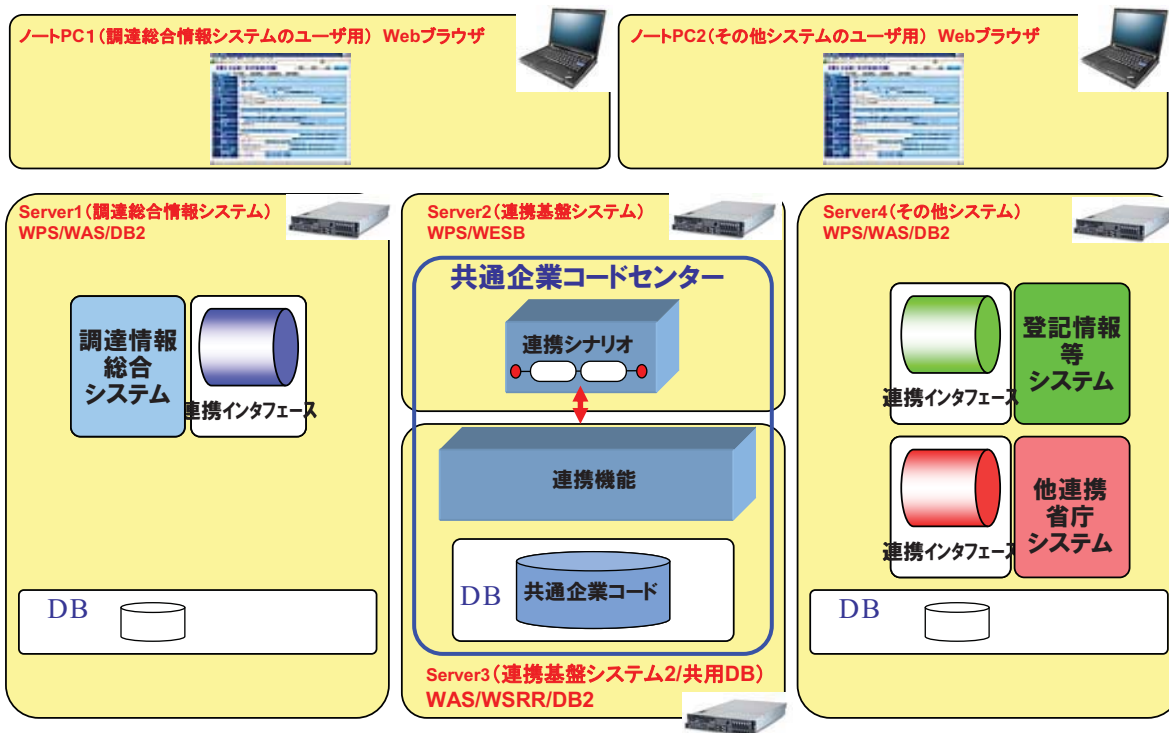 ノートPC1(調達総合情報システムのユーザ用) Webブラウザ
ノートPC2(その他システムのユーザ用) Webブラウザ
Server1(調達総合情報システム)
WPS/WAS/DB2
調達情報
総合
システム
連携インタフェース
DB
Server2(連携基盤システム)
WPS/WESB
共通企業コードセンター
連携シナリオ
連携機能
DB
共通企業コード
Server3(連携基盤システム2/共用DB)
WAS/WSRR/DB2
Server4(その他システム)
WPS/WAS/DB2
連携インタフェース
登記情報
等
システム
連携インタフェース
他連携
省庁
システム
DB